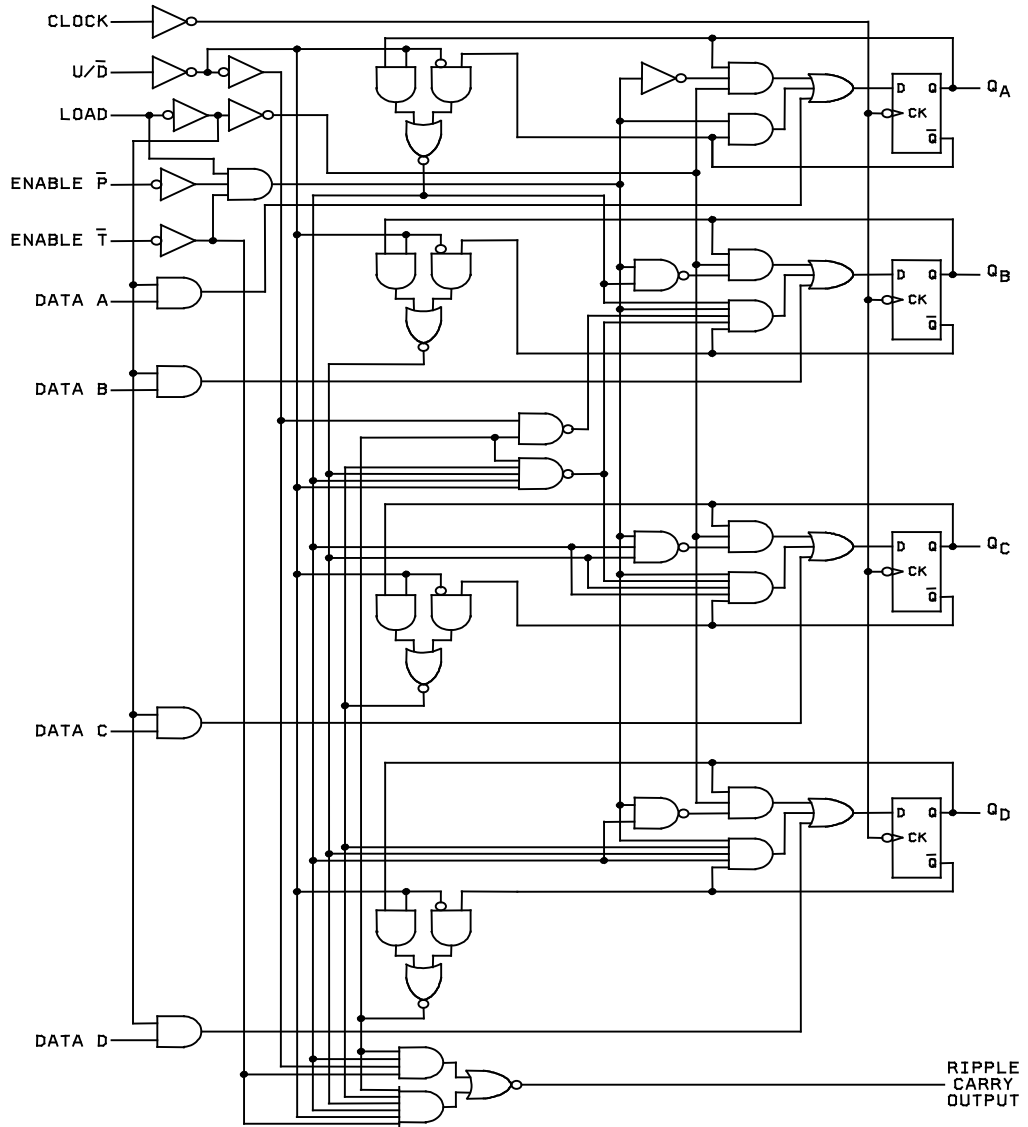 CLOCK
U/D̅
LOAD
ENABLE P̅
ENABLE T̅
DATA A
DATA B
DATA C
DATA D
D Q
CK
Q̅
QA
D Q
CK
Q̅
QB
D Q
CK
Q̅
QC
D Q
CK
Q̅
QD
RIPPLE
CARRY
OUTPUT